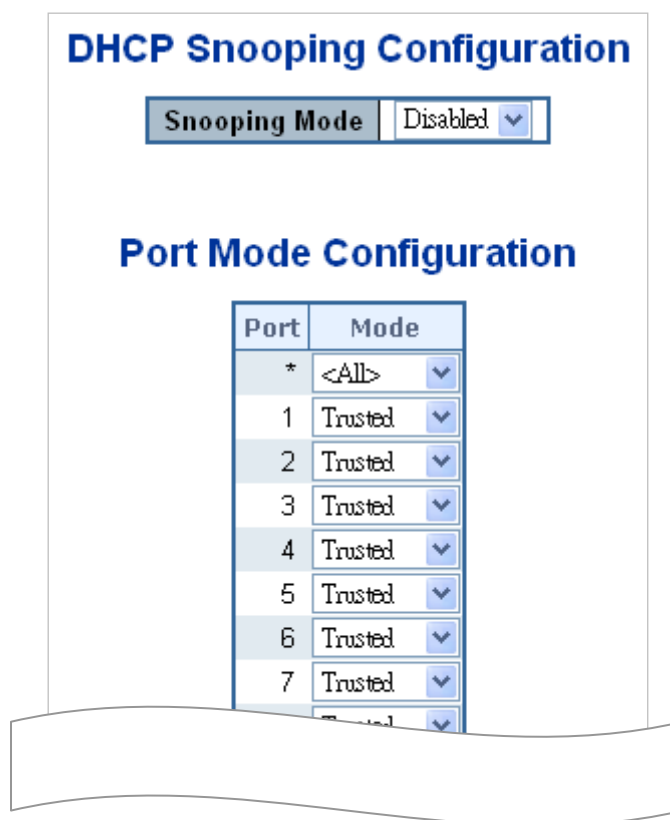 DHCP Snooping Configuration
Snooping Mode Disabled
Port Mode Configuration
Port Mode
* <All>
1 Trusted
2 Trusted
3 Trusted
4 Trusted
5 Trusted
6 Trusted
7 Trusted